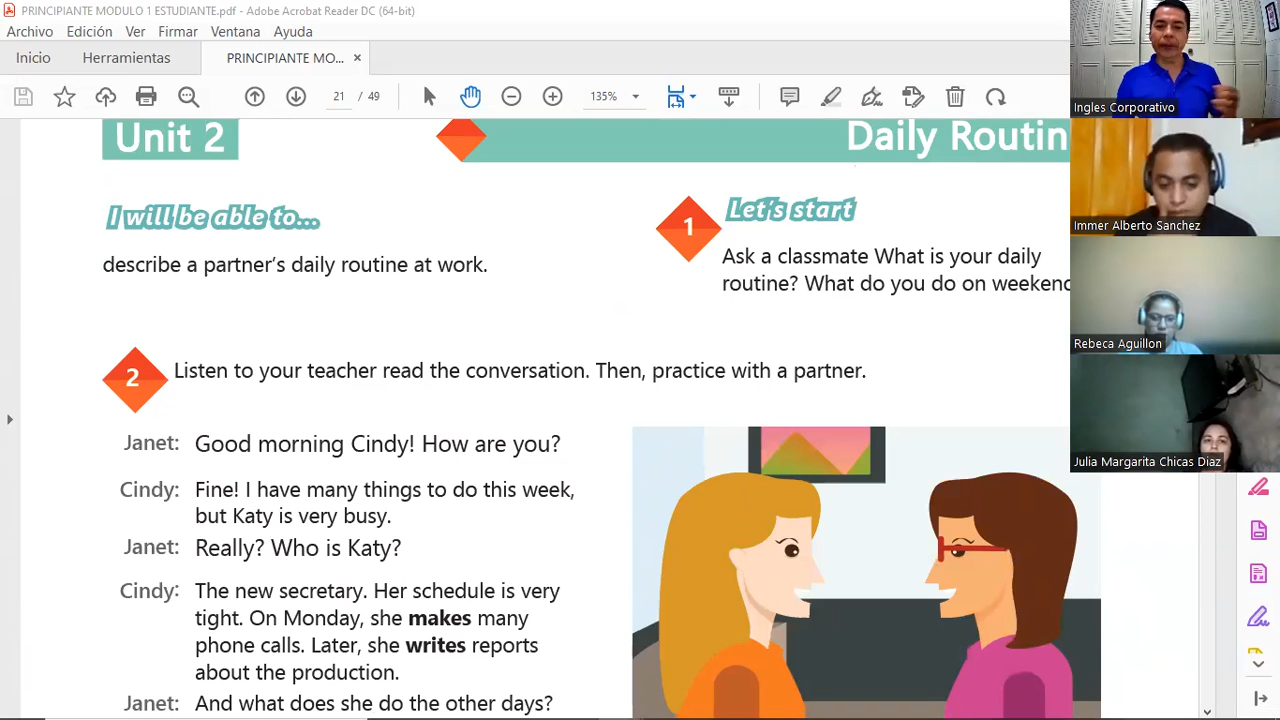 PRINCIPIANTE MODULO 1 ESTUDIANTE.pdf - Adobe Acrobat Reader DC (64-bit)
Archivo Edición Ver Firmar Ventana Ayuda
Inicio Herramientas PRINCIPIANTE MO... ×
21 / 49 135%
Unit 2
Daily Routin
I will be able to...
describe a partner's daily routine at work.
1
Let's start
Ask a classmate What is your daily
routine? What do you do on weekend
2
Listen to your teacher read the conversation. Then, practice with a partner.
Janet: Good morning Cindy! How are you?
Cindy: Fine! I have many things to do this week,
but Katy is very busy.
Janet: Really? Who is Katy?
Cindy: The new secretary. Her schedule is very
tight. On Monday, she makes many
phone calls. Later, she writes reports
about the production.
Janet: And what does she do the other days?
Ingles Corporativo
Immer Alberto Sanchez
Rebeca Aguillon
Julia Margarita Chicas Diaz